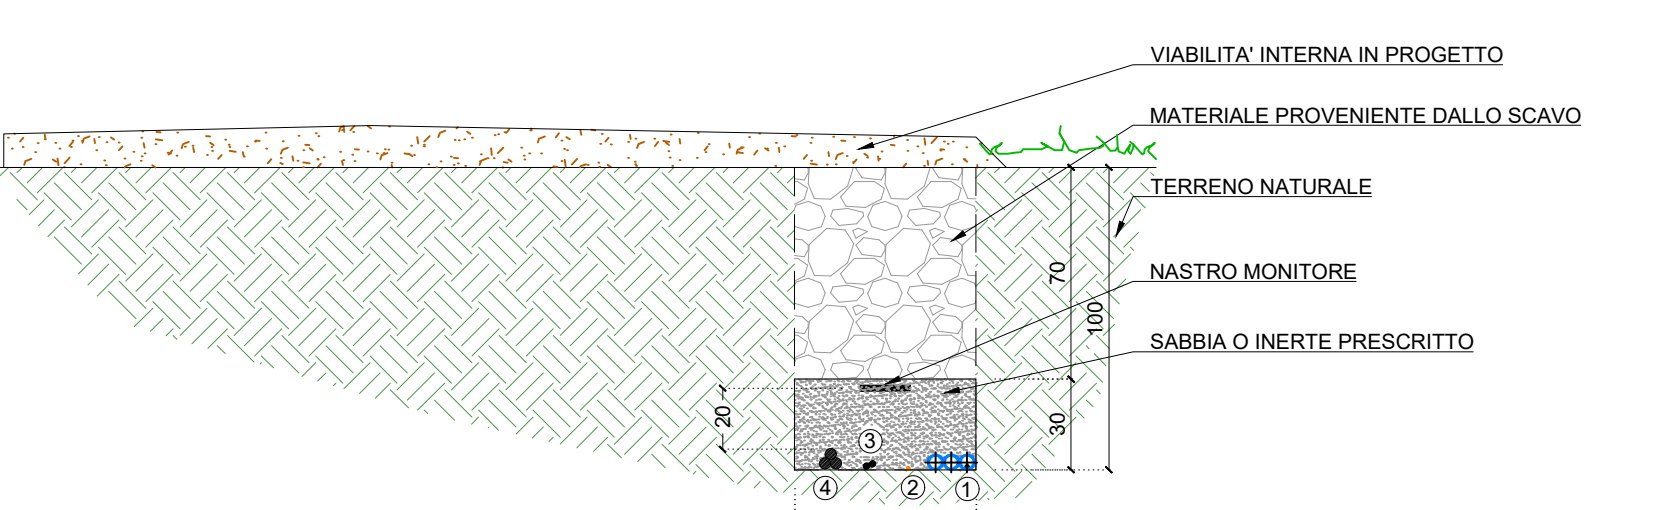 VIABILITA' INTERNA IN PROGETTO
MATERIALE PROVENIENTE DALLO SCAVO
TERRENO NATURALE
70
NASTRO MONITORE
100
SABBIA O INERTE PRESCRITTO
20
30
3
4
2
1